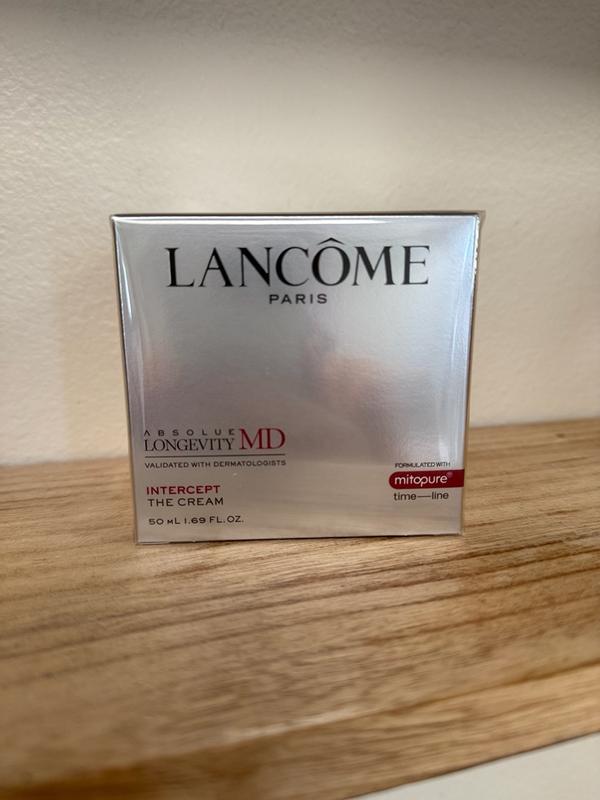 LANCÔME
PARIS
ABSOLUE
LONGEVITY MD
VALIDATED WITH DERMATOLOGISTS
INTERCEPT
THE CREAM
50 mL 1.69 FL.OZ.
FORMULATED WITH
mitopure®
time—line